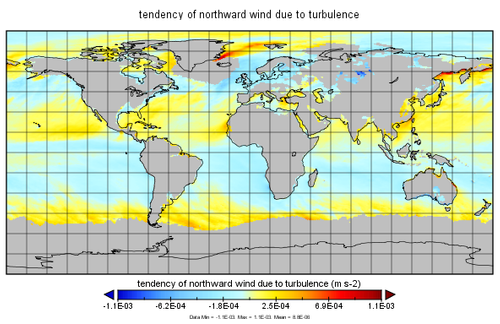 tendency of northward wind due to turbulence
tendency of northward wind due to turbulence (m s-2)
-1.1E-03 -6.2E-04 -1.8E-04 2.5E-04 6.9E-04 1.1E-03
Data Min = -1.1E-03 Max = 1.1E-03 Mean = 8.8E-06